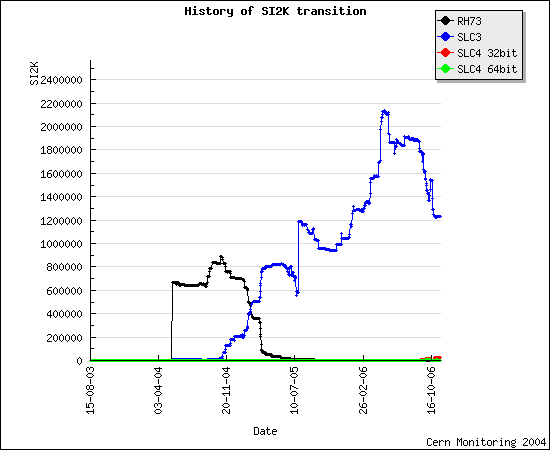 History of SI2K transition
RH73
SLC3
SLC4 32bit
SLC4 64bit
SI2K
2400000
2200000
2000000
1800000
1600000
1400000
1200000
1000000
800000
600000
400000
200000
0
15-08-03
03-04-04
20-11-04
10-07-05
26-02-06
16-10-06
Date
Cern Monitoring 2004